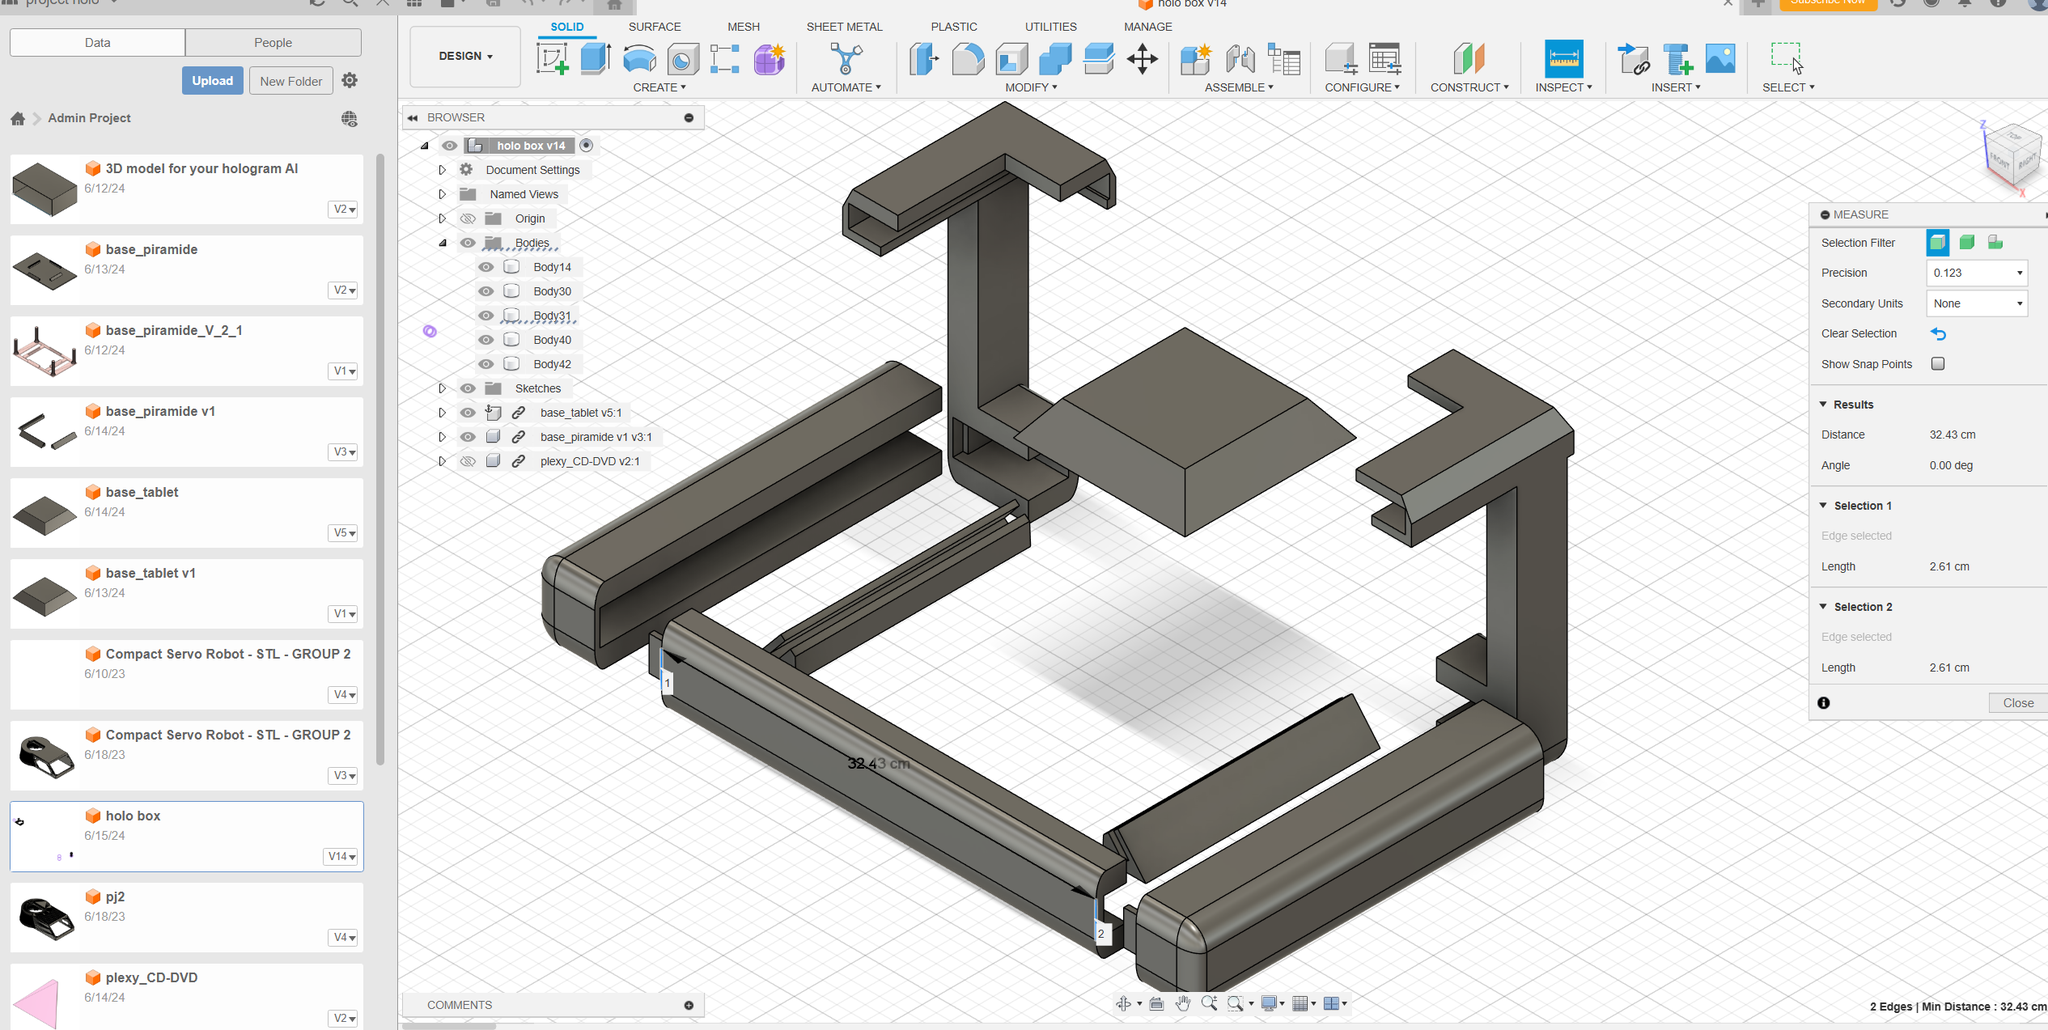 project holo
holo box v14
Subscribe Now
Data
People
Upload
New Folder
Admin Project
3D model for your hologram AI
6/12/24
V2
base_piramide
6/13/24
V2
base_piramide_V_2_1
6/12/24
V1
base_piramide v1
6/14/24
V3
base_tablet
6/14/24
V5
base_tablet v1
6/13/24
V1
Compact Servo Robot - STL - GROUP 2
6/10/23
V4
Compact Servo Robot - STL - GROUP 2
6/18/23
V3
holo box
6/15/24
V14
pj2
6/18/23
V4
plexy_CD-DVD
6/14/24
V2
DESIGN
SOLID
SURFACE
MESH
SHEET METAL
PLASTIC
UTILITIES
MANAGE
CREATE
AUTOMATE
MODIFY
ASSEMBLE
CONFIGURE
CONSTRUCT
INSPECT
INSERT
SELECT
BROWSER
holo box v14
Document Settings
Named Views
Origin
Bodies
Body14
Body30
Body31
Body40
Body42
Sketches
base_tablet v5:1
base_piramide v1 v3:1
plexy_CD-DVD v2:1
1
32.43 cm
2
Z
TOP
FRONT
RIGHT
X
MEASURE
Selection Filter
Precision
0.123
Secondary Units
None
Clear Selection
Show Snap Points
Results
Distance
32.43 cm
Angle
0.00 deg
Selection 1
Edge selected
Length
2.61 cm
Selection 2
Edge selected
Length
2.61 cm
Close
COMMENTS
2 Edges | Min Distance : 32.43 cm